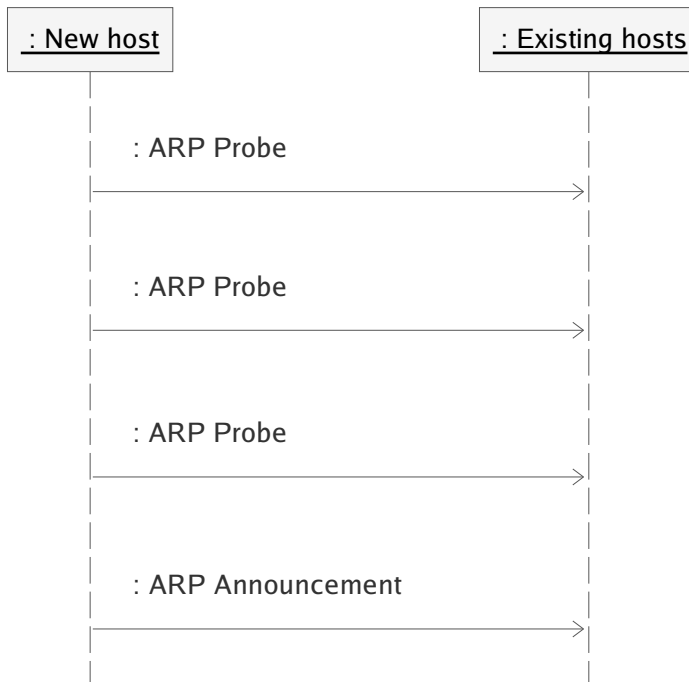 : New host
: Existing hosts
: ARP Probe
: ARP Probe
: ARP Probe
: ARP Announcement